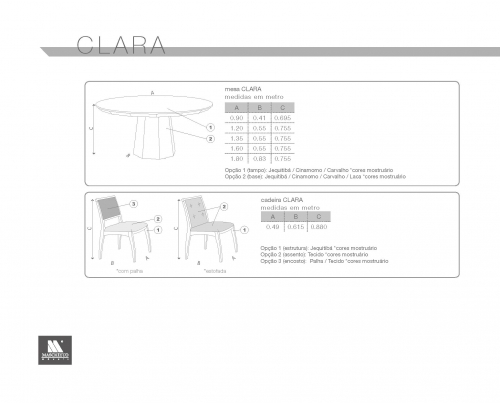 CLARA
mesa CLARA
medidas em metro
A B C
0.90 0.41 0.695
1.20 0.55 0.755
1.35 0.55 0.755
1.60 0.55 0.755
1.80 0.83 0.755
Opção 1 (tampo): Jequitibá / Cinamomo / Carvalho *cores mostruário
Opção 2 (base): Jequitibá / Cinamomo / Carvalho / Laca *cores mostruário
A
C
B
1
2
cadeira CLARA
medidas em metro
A B C
0.49 0.615 0.880
Opção 1 (estrutura): Jequitibá *cores mostruário
Opção 2 (assento): Tecido *cores mostruário
Opção 3 (encosto) Palha / Tecido *cores mostruário
3
2
1
C
B
A
*com palha
2
2
1
C
B
A
*estofada
M